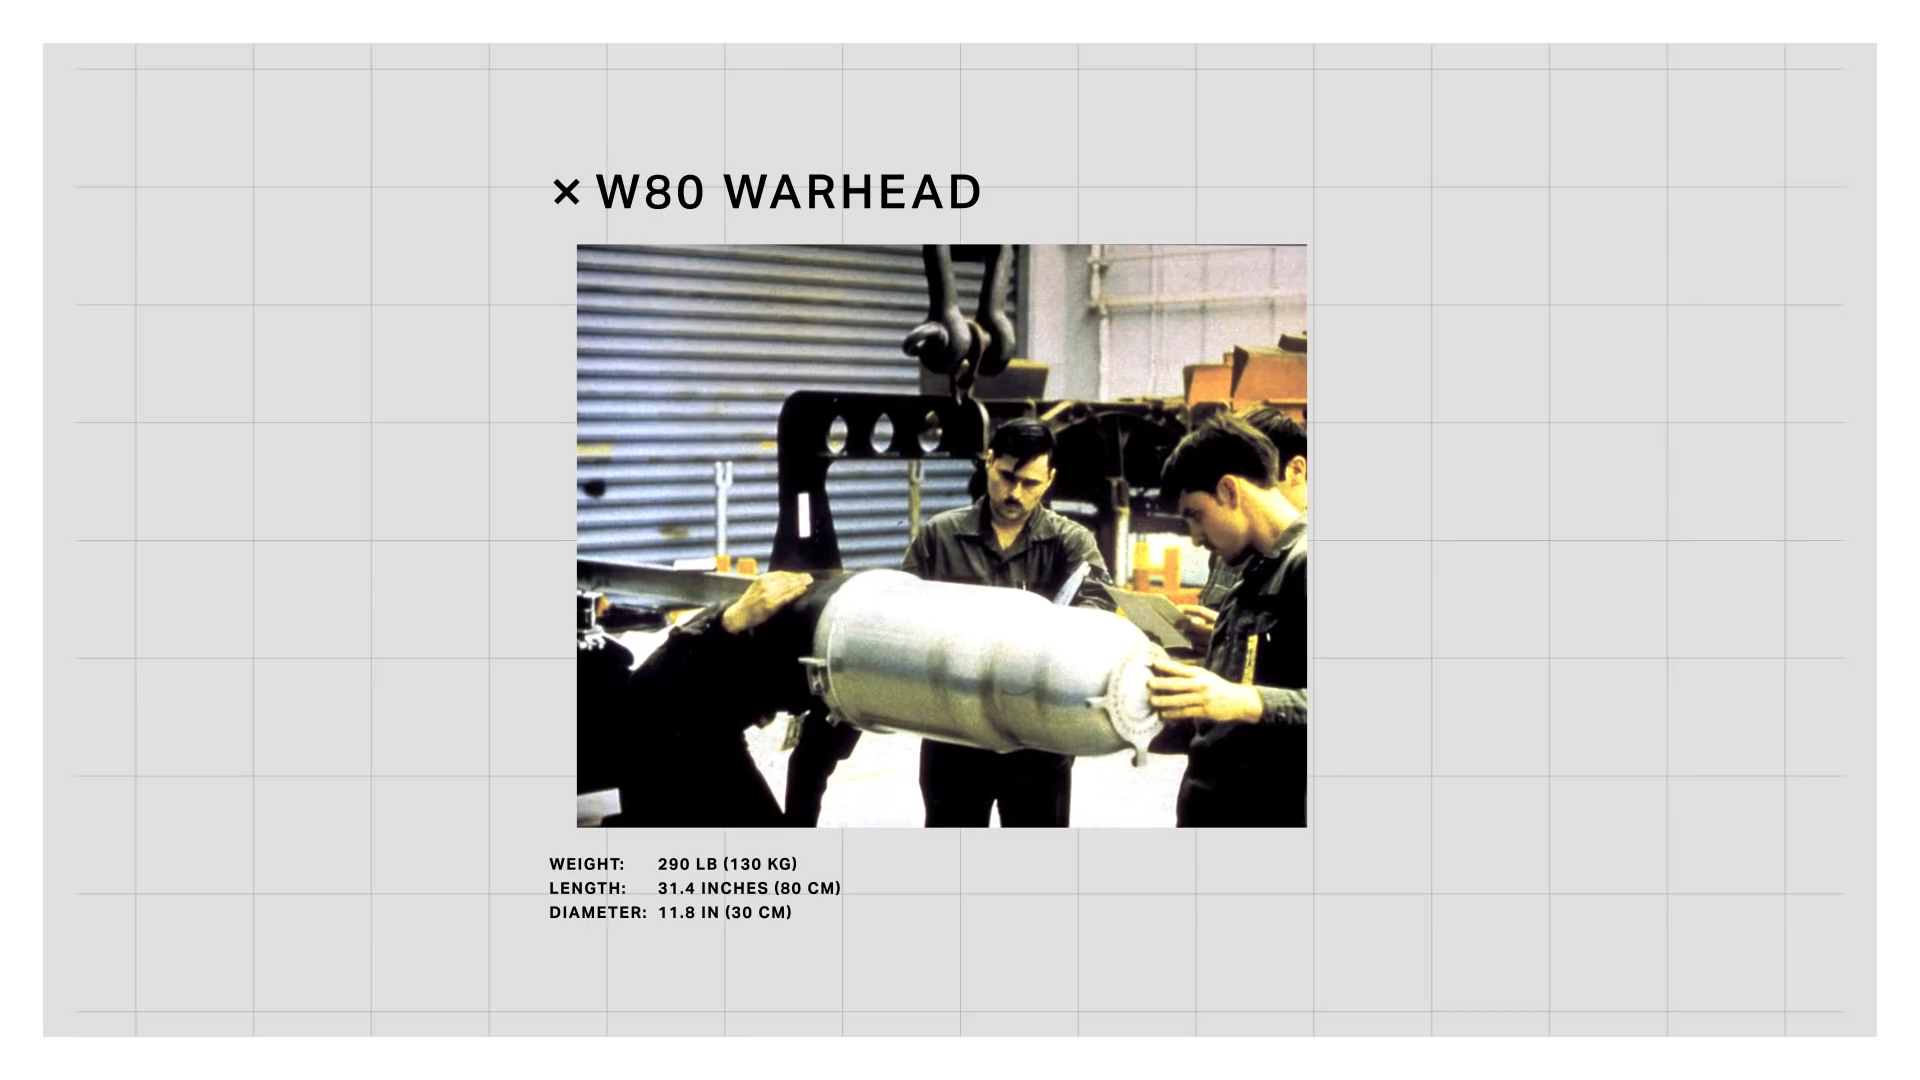 × W80 WARHEAD
WEIGHT: 290 LB (130 KG)
LENGTH: 31.4 INCHES (80 CM)
DIAMETER: 11.8 IN (30 CM)